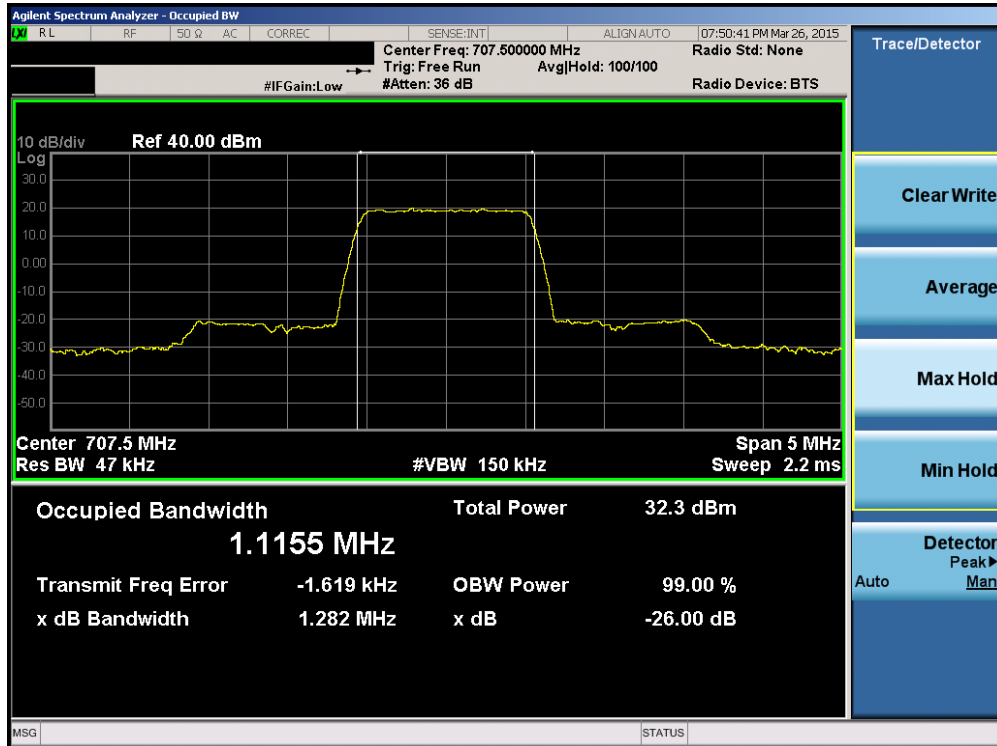 Agilent Spectrum Analyzer - Occupied BW
LXI RL RF 50 Ω AC CORREC SENSE:INT ALIGN AUTO 07:50:41 PM Mar 26, 2015
Center Freq: 707.500000 MHz Radio Std: None
Trig: Free Run Avg|Hold: 100/100
#IFGain:Low #Atten: 36 dB Radio Device: BTS
10 dB/div Ref 40.00 dBm
Log
30.0
20.0
10.0
0.00
-10.0
-20.0
-30.0
-40.0
-50.0
Center 707.5 MHz Span 5 MHz
Res BW 47 kHz #VBW 150 kHz Sweep 2.2 ms
Occupied Bandwidth Total Power 32.3 dBm
1.1155 MHz
Transmit Freq Error -1.619 kHz OBW Power 99.00 %
x dB Bandwidth 1.282 MHz x dB -26.00 dB
MSG STATUS
Trace/Detector
Clear Write
Average
Max Hold
Min Hold
Detector
Peak▶
Auto Man